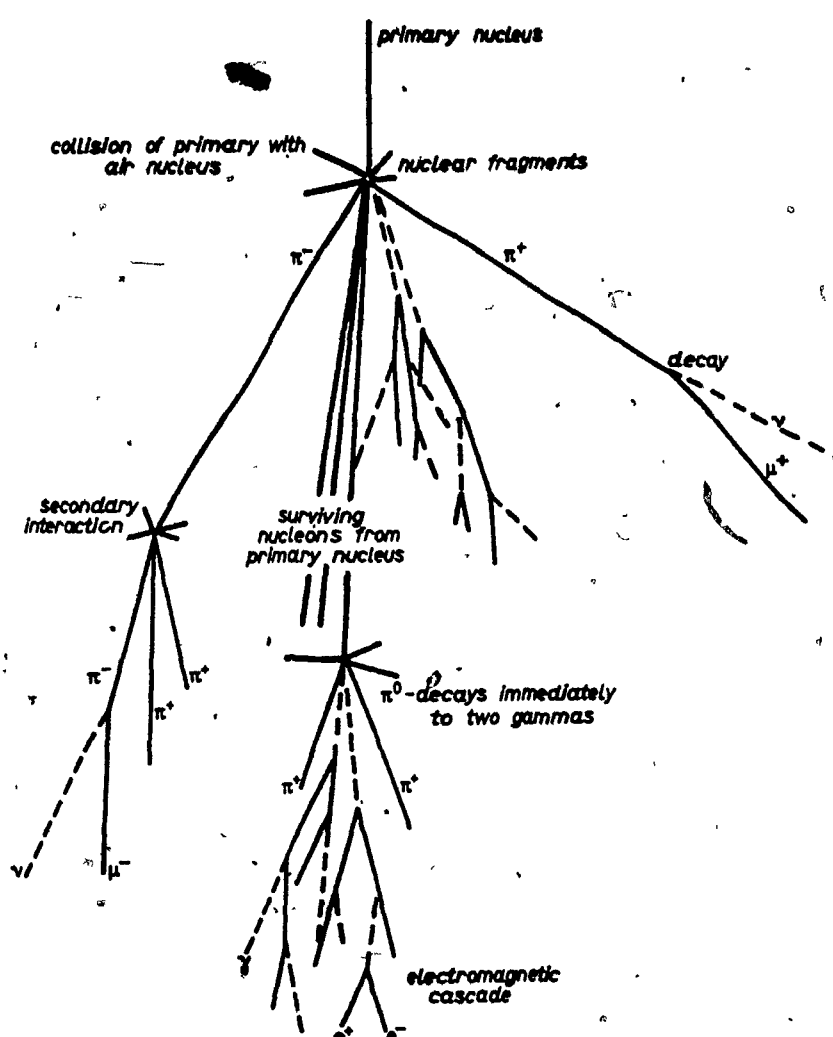 primary nucleus
collision of primary with
air nucleus
nuclear fragments
π⁻
π⁺
decay
ν
μ⁺
secondary
interaction
surviving
nucleons from
primary nucleus
π⁻
π⁺
π⁺
π⁰-decays immediately
to two gammas
π⁺
π⁺
ν
μ⁻
γ
electromagnetic
cascade